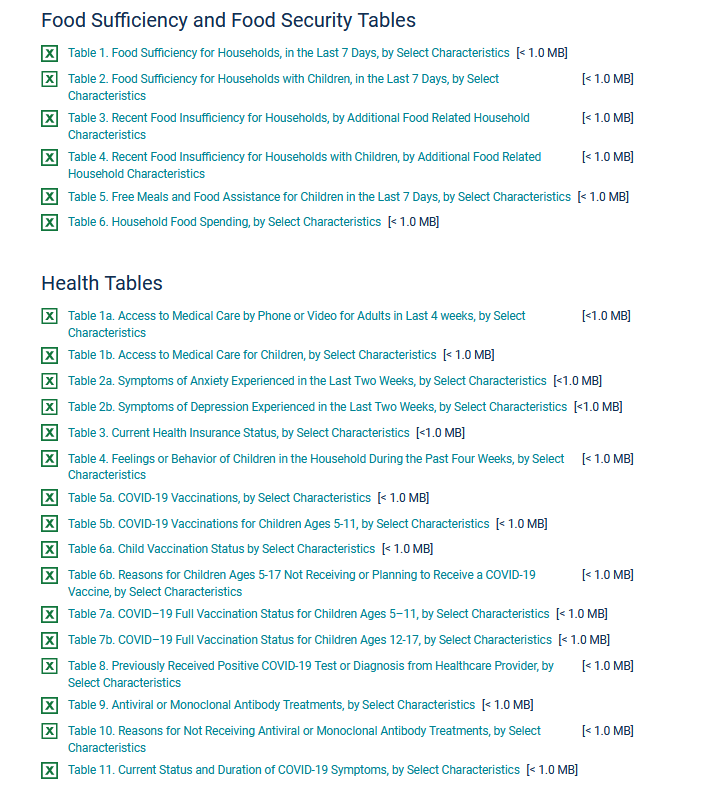 Food Sufficiency and Food Security Tables
Table 1. Food Sufficiency for Households, in the Last 7 Days, by Select Characteristics [< 1.0 MB]
Table 2. Food Sufficiency for Households with Children, in the Last 7 Days, by Select [< 1.0 MB]
Characteristics
Table 3. Recent Food Insufficiency for Households, by Additional Food Related Household [< 1.0 MB]
Characteristics
Table 4. Recent Food Insufficiency for Households with Children, by Additional Food Related [< 1.0 MB]
Household Characteristics
Table 5. Free Meals and Food Assistance for Children in the Last 7 Days, by Select Characteristics [< 1.0 MB]
Table 6. Household Food Spending, by Select Characteristics [< 1.0 MB]
Health Tables
Table 1a. Access to Medical Care by Phone or Video for Adults in Last 4 weeks, by Select [<1.0 MB]
Characteristics
Table 1b. Access to Medical Care for Children, by Select Characteristics [< 1.0 MB]
Table 2a. Symptoms of Anxiety Experienced in the Last Two Weeks, by Select Characteristics [<1.0 MB]
Table 2b. Symptoms of Depression Experienced in the Last Two Weeks, by Select Characteristics [<1.0 MB]
Table 3. Current Health Insurance Status, by Select Characteristics [<1.0 MB]
Table 4. Feelings or Behavior of Children in the Household During the Past Four Weeks, by Select [< 1.0 MB]
Characteristics
Table 5a. COVID-19 Vaccinations, by Select Characteristics [< 1.0 MB]
Table 5b. COVID-19 Vaccinations for Children Ages 5-11, by Select Characteristics [< 1.0 MB]
Table 6a. Child Vaccination Status by Select Characteristics [< 1.0 MB]
Table 6b. Reasons for Children Ages 5-17 Not Receiving or Planning to Receive a COVID-19 [< 1.0 MB]
Vaccine, by Select Characteristics
Table 7a. COVID–19 Full Vaccination Status for Children Ages 5–11, by Select Characteristics [< 1.0 MB]
Table 7b. COVID–19 Full Vaccination Status for Children Ages 12-17, by Select Characteristics [< 1.0 MB]
Table 8. Previously Received Positive COVID-19 Test or Diagnosis from Healthcare Provider, by [< 1.0 MB]
Select Characteristics
Table 9. Antiviral or Monoclonal Antibody Treatments, by Select Characteristics [< 1.0 MB]
Table 10. Reasons for Not Receiving Antiviral or Monoclonal Antibody Treatments, by Select [< 1.0 MB]
Characteristics
Table 11. Current Status and Duration of COVID-19 Symptoms, by Select Characteristics [< 1.0 MB]